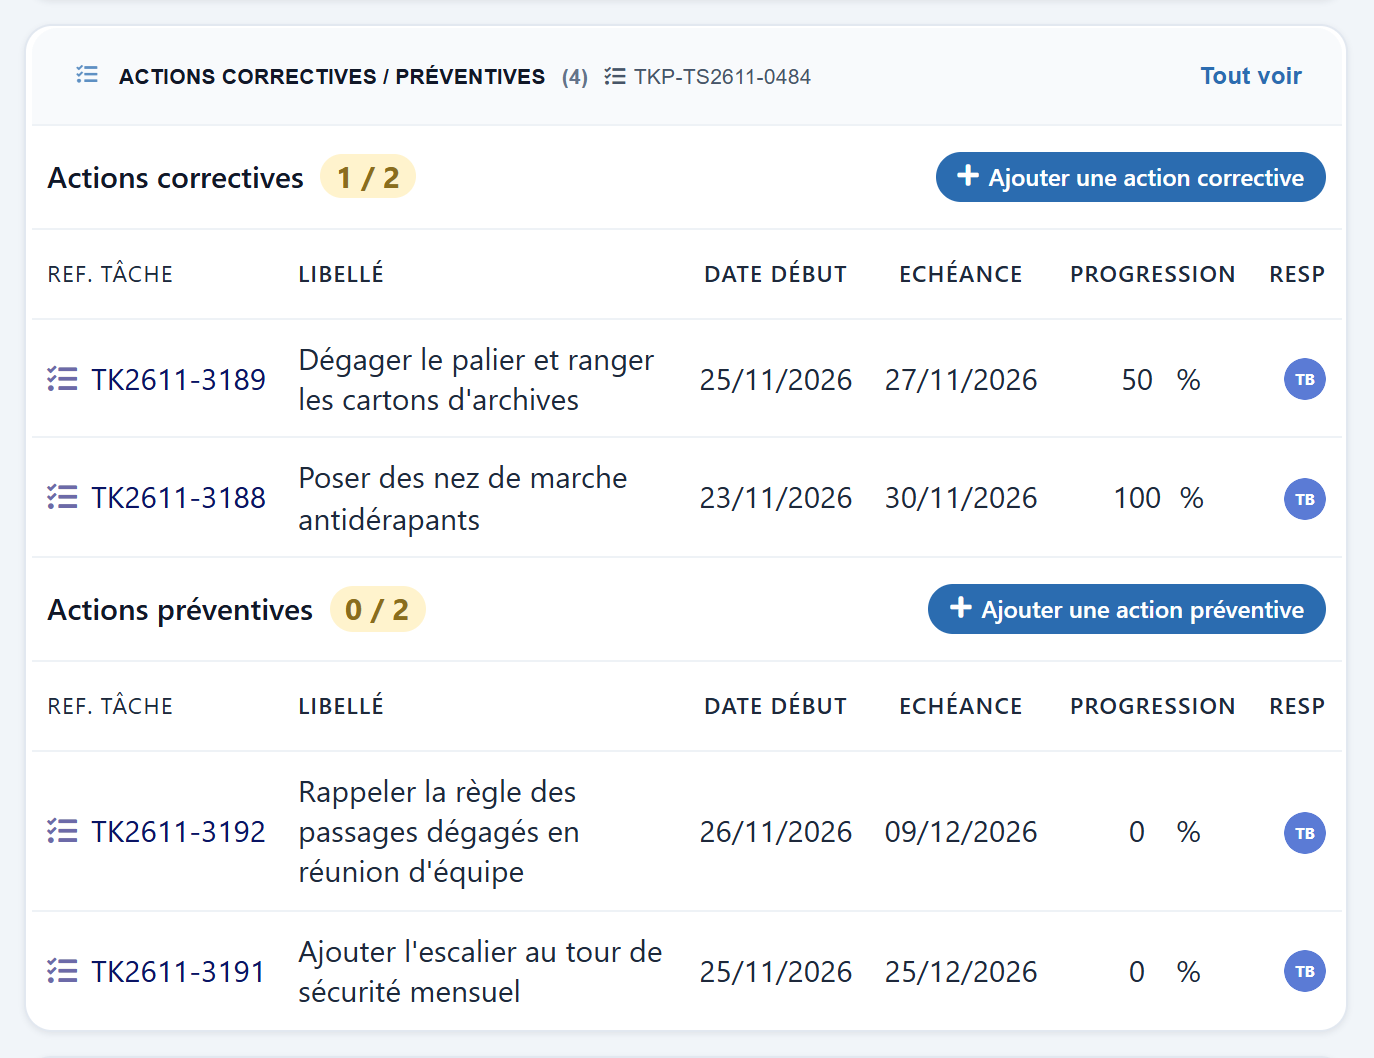 ACTIONS CORRECTIVES / PRÉVENTIVES (4) TKP-TS2611-0484 Tout voir
Actions correctives 1 / 2 + Ajouter une action corrective
REF. TÂCHE LIBELLÉ DATE DÉBUT ECHÉANCE PROGRESSION RESP
TK2611-3189 Dégager le palier et ranger
les cartons d'archives 25/11/2026 27/11/2026 50 % TB
TK2611-3188 Poser des nez de marche
antidérapants 23/11/2026 30/11/2026 100 % TB
Actions préventives 0 / 2 + Ajouter une action préventive
REF. TÂCHE LIBELLÉ DATE DÉBUT ECHÉANCE PROGRESSION RESP
TK2611-3192 Rappeler la règle des
passages dégagés en
réunion d'équipe 26/11/2026 09/12/2026 0 % TB
TK2611-3191 Ajouter l'escalier au tour de
sécurité mensuel 25/11/2026 25/12/2026 0 % TB